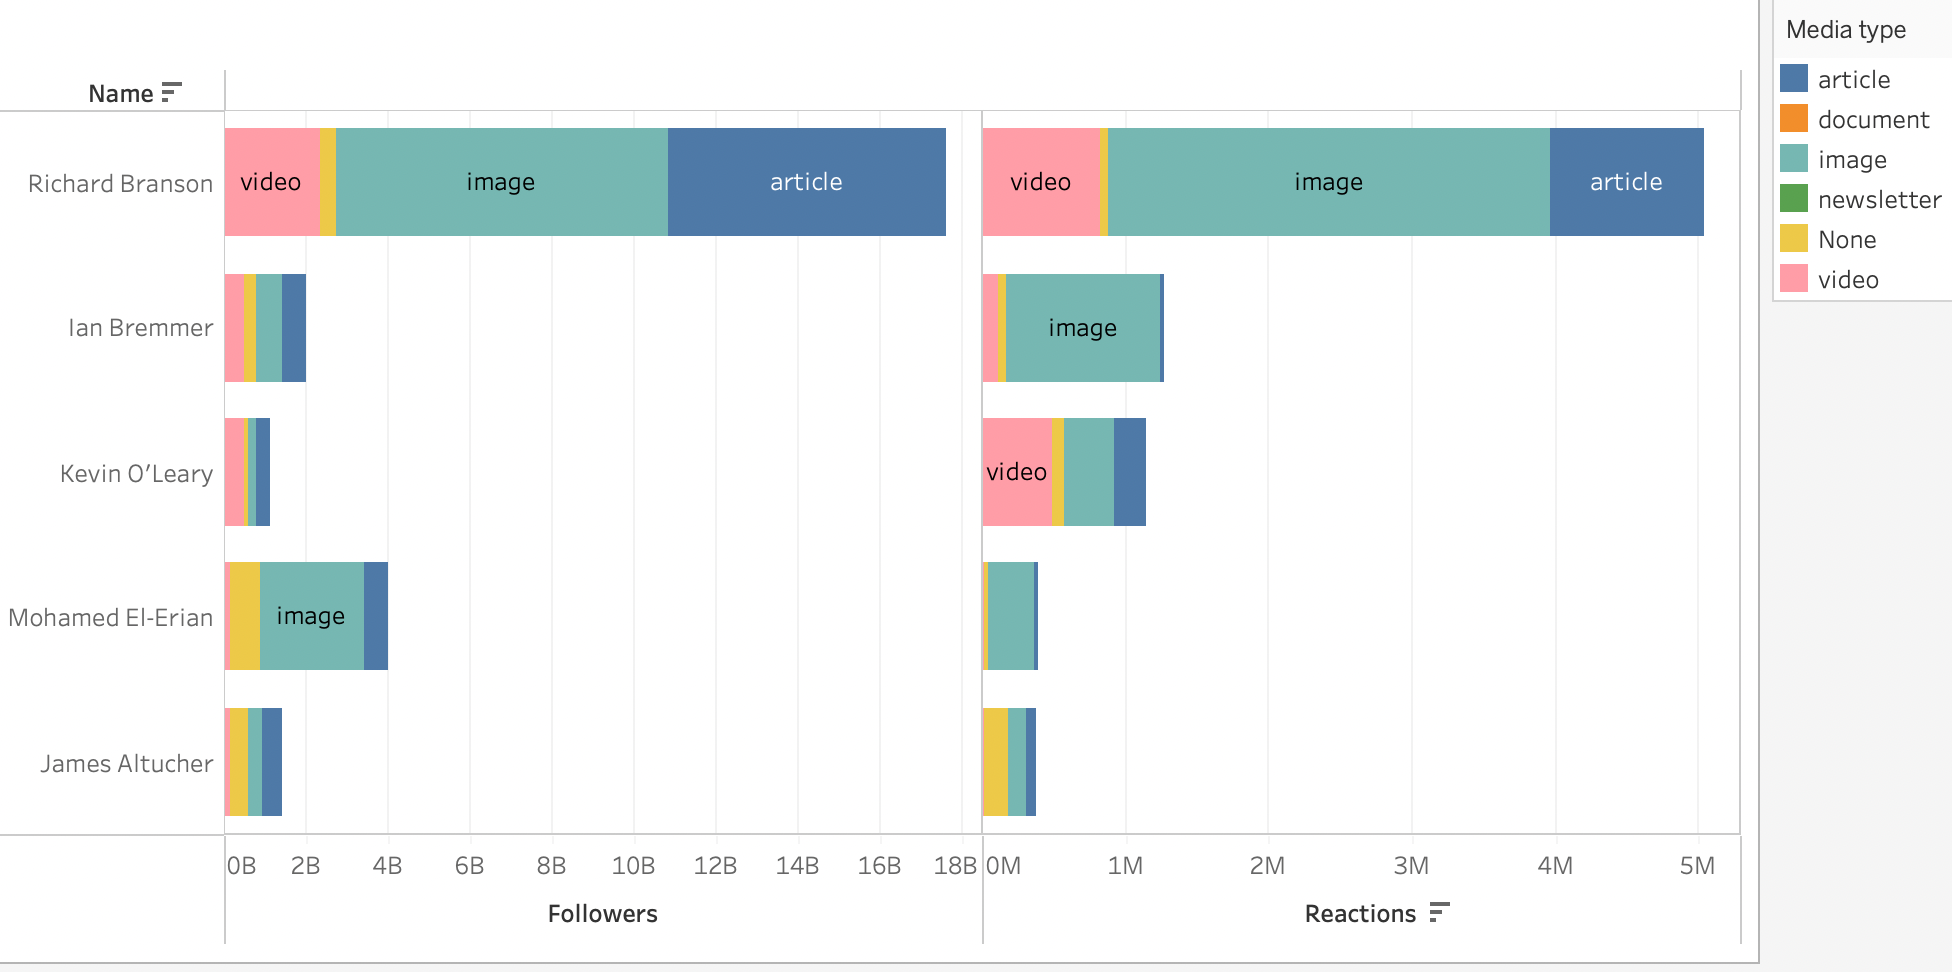 Media type
Name
article
document
image
newsletter
None
video
Richard Branson
video
image
article
video
image
article
Ian Bremmer
image
Kevin O’Leary
video
Mohamed El-Erian
image
James Altucher
0B 2B 4B 6B 8B 10B 12B 14B 16B 18B 0M 1M 2M 3M 4M 5M
Followers
Reactions